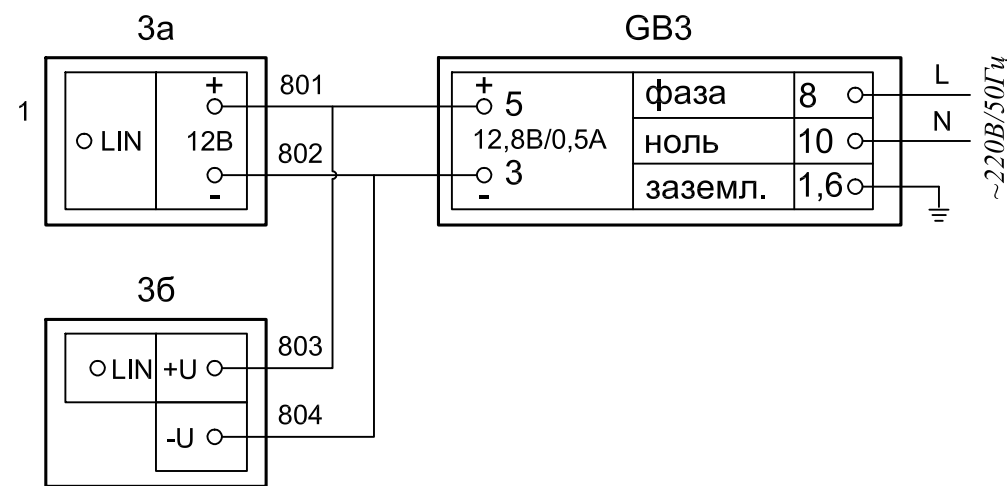 3а
GB3
1
LIN
+
12В
-
801
802
+
5
12,8В/0,5А
3
-
фаза
8
ноль
10
заземл.
1,6
L
N
~220В/50Гц
3б
LIN
+U
-U
803
804